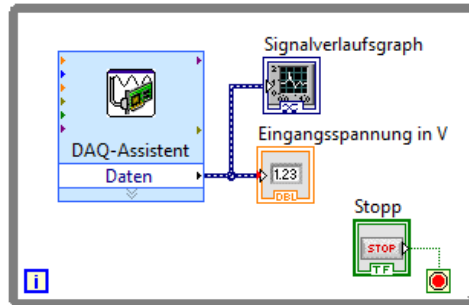 Signalverlaufsgraph
DAQ-Assistent
Daten
Eingangsspannung in V
1.23
DBL
Stopp
STOP
TF
i